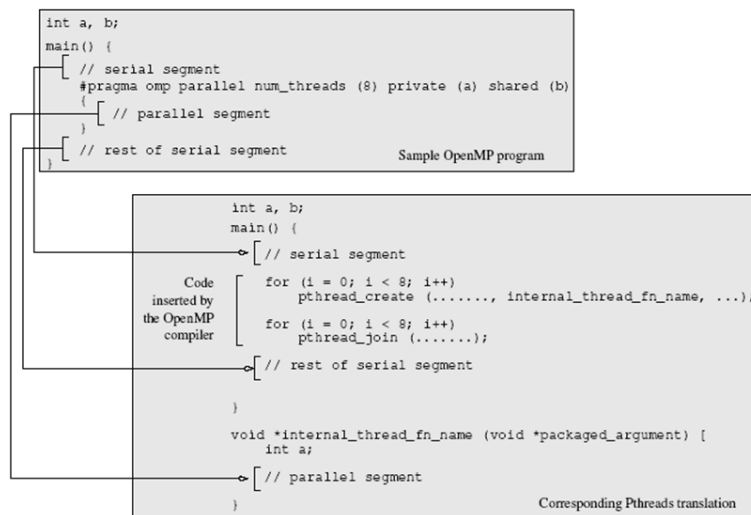 int a, b;
main() {
// serial segment
#pragma omp parallel num_threads (8) private (a) shared (b)
{
// parallel segment
}
// rest of serial segment
}
Sample OpenMP program
int a, b;
main() {
// serial segment
Code
inserted by
the OpenMP
compiler
for (i = 0; i < 8; i++)
pthread_create (......., internal_thread_fn_name, ...);
for (i = 0; i < 8; i++)
pthread_join (.......);
// rest of serial segment
}
void *internal_thread_fn_name (void *packaged_argument) [
int a;
// parallel segment
}
Corresponding Pthreads translation